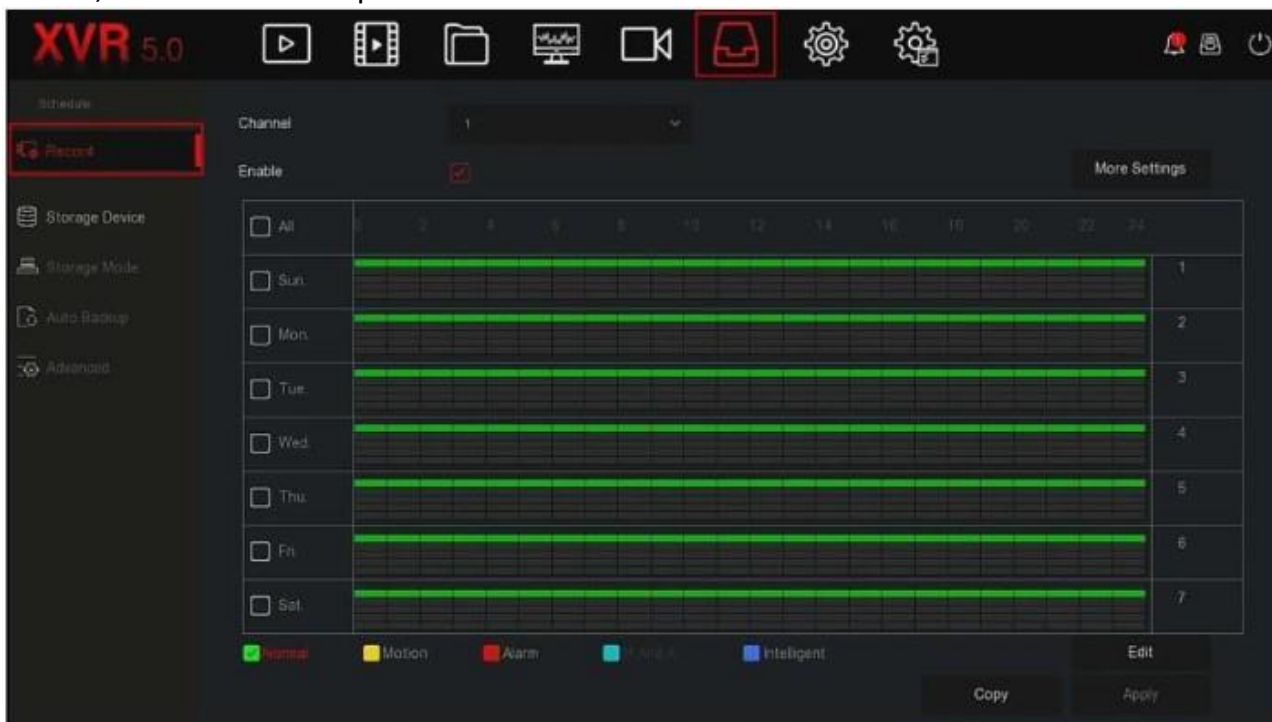 XVR 5.0
Schedule
Record
Storage Device
Storage Mode
Auto Backup
Advanced
Channel 1
Enable
More Settings
All 0 2 4 6 8 10 12 14 16 18 20 22 24
Sun. 1
Mon. 2
Tue. 3
Wed. 4
Thu. 5
Fri. 6
Sat. 7
Normal Motion Alarm Intelligent
Edit
Copy Apply